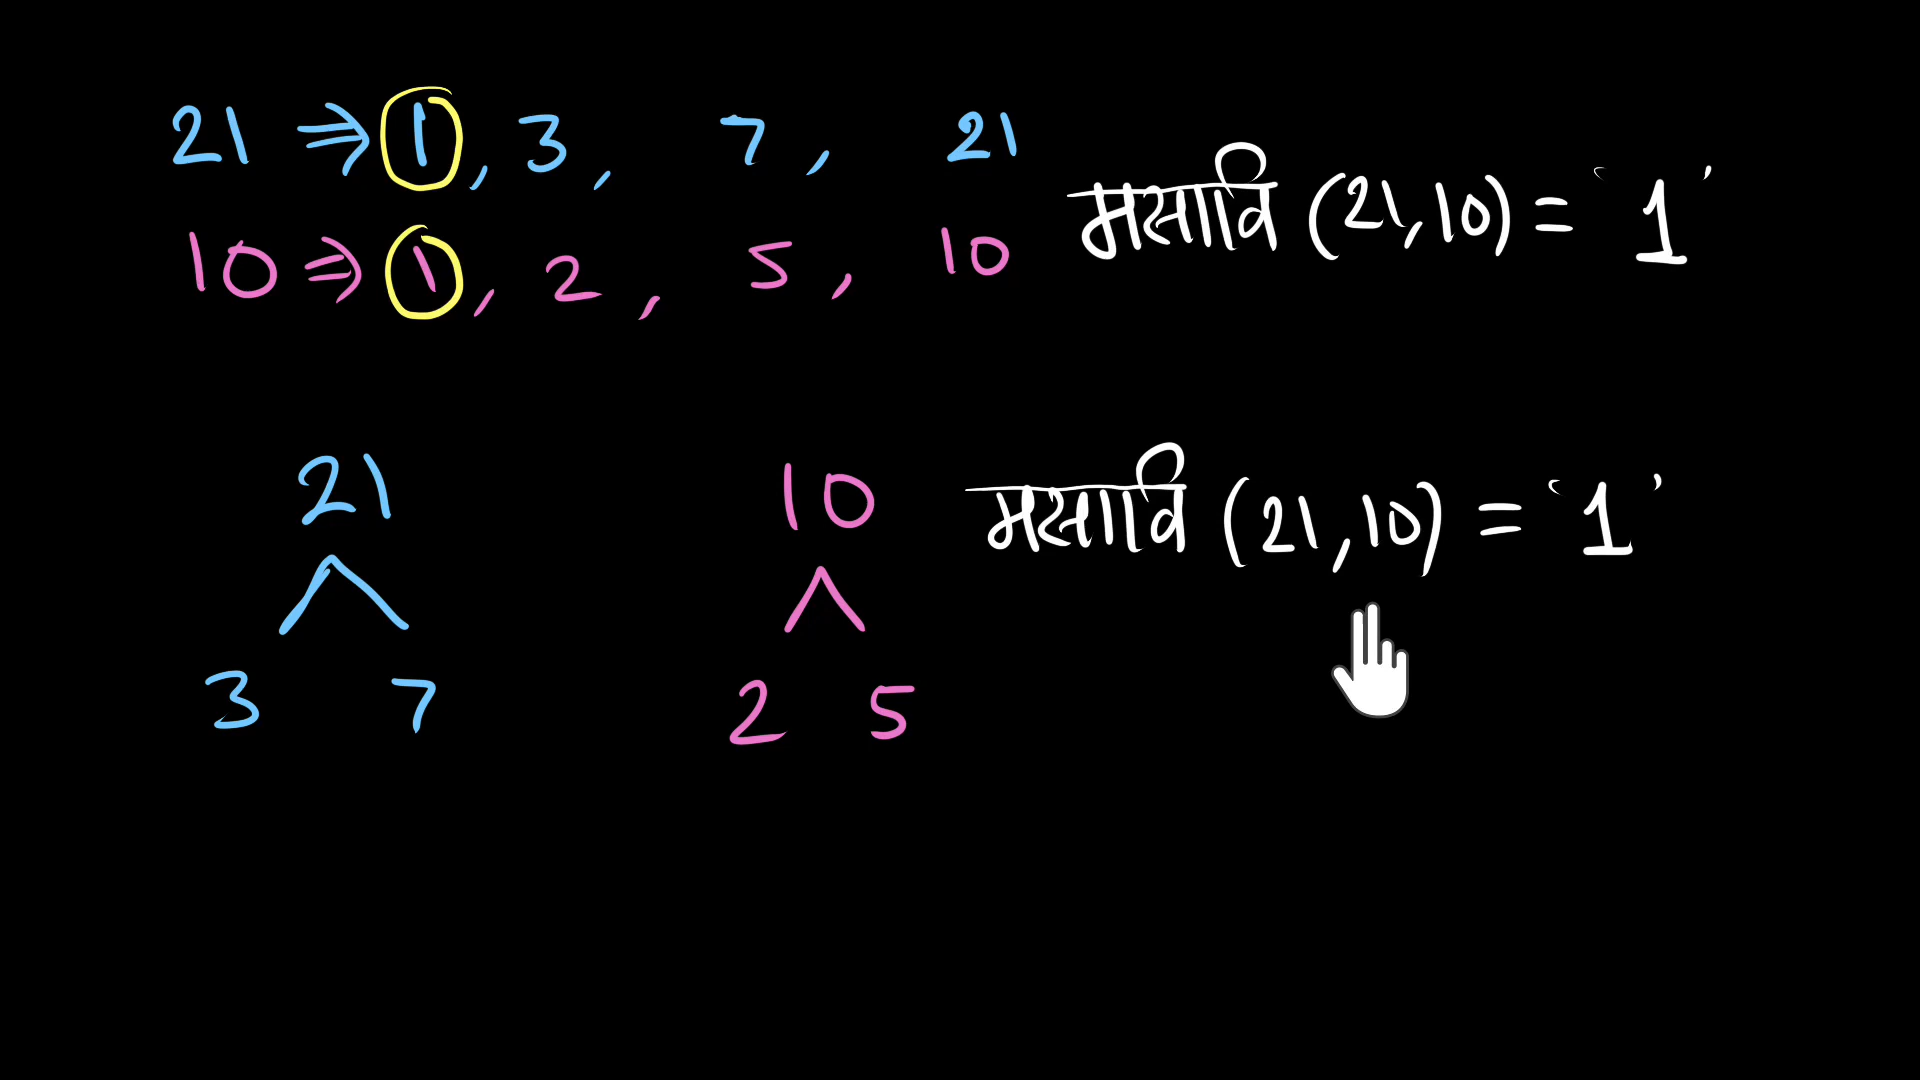 21 ⇒ 1, 3, 7, 21
10 ⇒ 1, 2, 5, 10
मसावि (21,10) = '1'
21 10
मसावि (21,10) = '1'
3 7 2 5